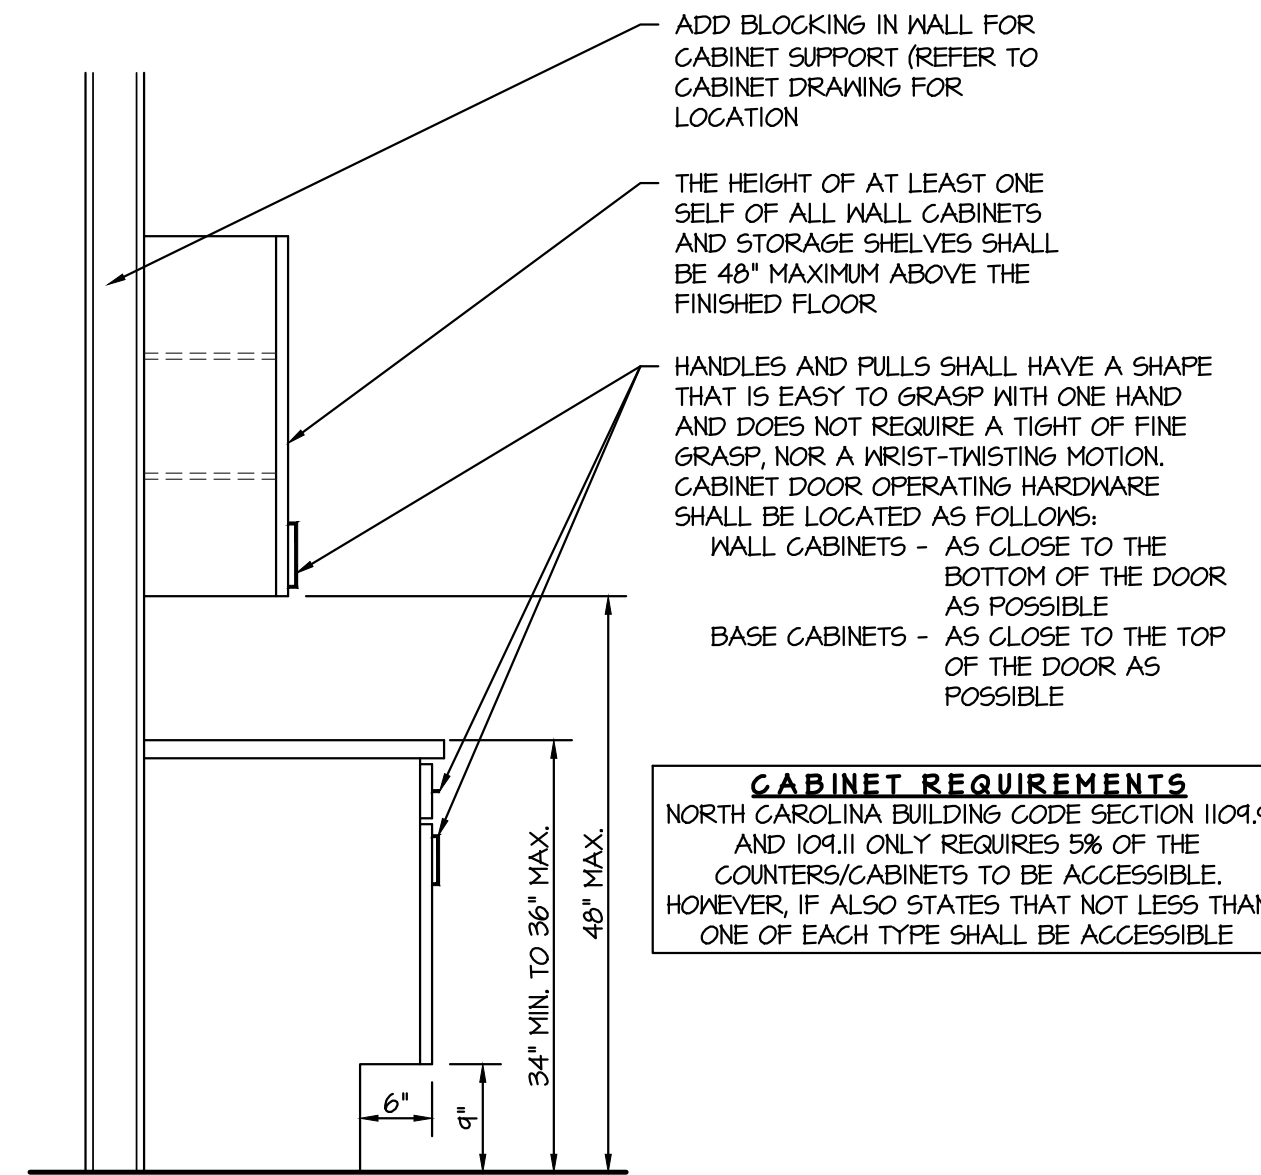 ADD BLOCKING IN WALL FOR
CABINET SUPPORT (REFER TO
CABINET DRAWING FOR
LOCATION
THE HEIGHT OF AT LEAST ONE
SELF OF ALL WALL CABINETS
AND STORAGE SHELVES SHALL
BE 48" MAXIMUM ABOVE THE
FINISHED FLOOR
HANDLES AND PULLS SHALL HAVE A SHAPE
THAT IS EASY TO GRASP WITH ONE HAND
AND DOES NOT REQUIRE A TIGHT OF FINE
GRASP, NOR A WRIST-TWISTING MOTION.
CABINET DOOR OPERATING HARDWARE
SHALL BE LOCATED AS FOLLOWS:
WALL CABINETS - AS CLOSE TO THE
BOTTOM OF THE DOOR
AS POSSIBLE
BASE CABINETS - AS CLOSE TO THE TOP
OF THE DOOR AS
POSSIBLE
CABINET REQUIREMENTS
NORTH CAROLINA BUILDING CODE SECTION
AND 109.11 ONLY REQUIRES 5% OF THE
COUNTERS/CABINETS TO BE ACCESSIBLE.
HOWEVER, IF ALSO STATES THAT NOT LESS THAN
ONE OF EACH TYPE SHALL BE ACCESSIBLE
34" MIN. TO 36" MAX.
48" MAX.
6"
9"